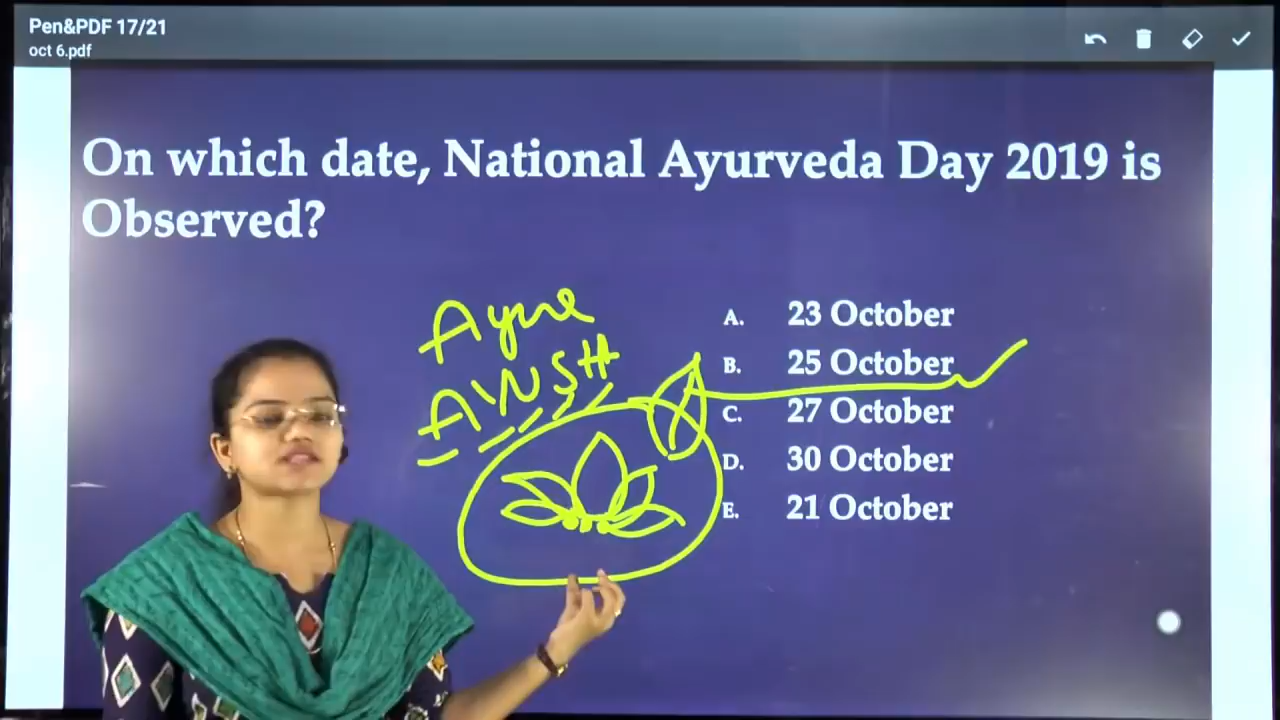 Pen&PDF 17/21
oct 6.pdf
On which date, National Ayurveda Day 2019 is
Observed?
Ayur
AYUSH
A. 23 October
B. 25 October
C. 27 October
D. 30 October
E. 21 October